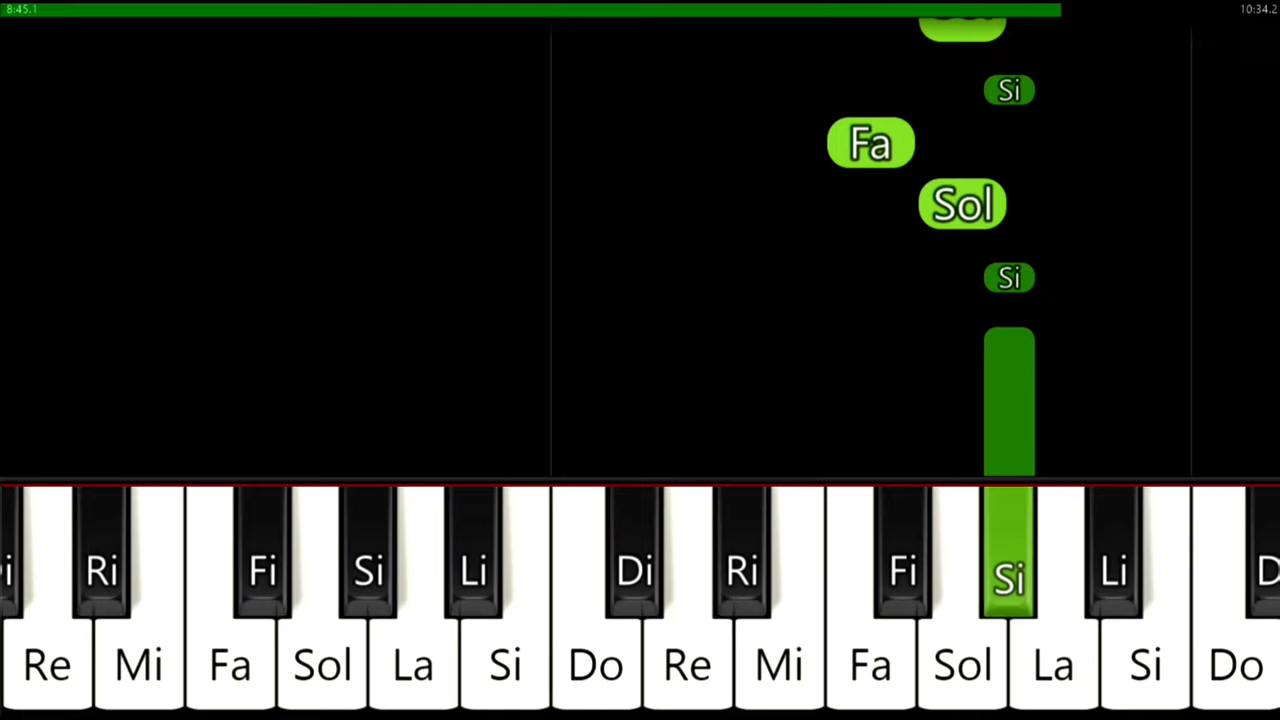 8:45.1 10:34.2
Si
Fa
Sol
Si
Ri Fi Si Li Di Ri Fi Si Li
Re Mi Fa Sol La Si Do Re Mi Fa Sol La Si Do